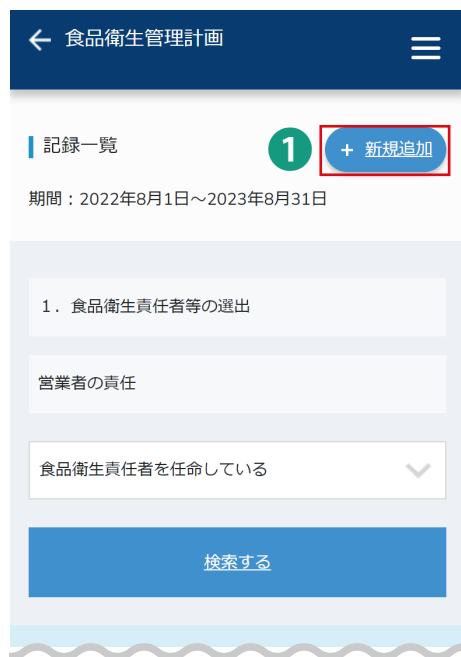 食品衛生管理計画
記録一覧
1
+ 新規追加
期間：2022年8月1日～2023年8月31日
1．食品衛生責任者等の選出
営業者の責任
食品衛生責任者を任命している
検索する